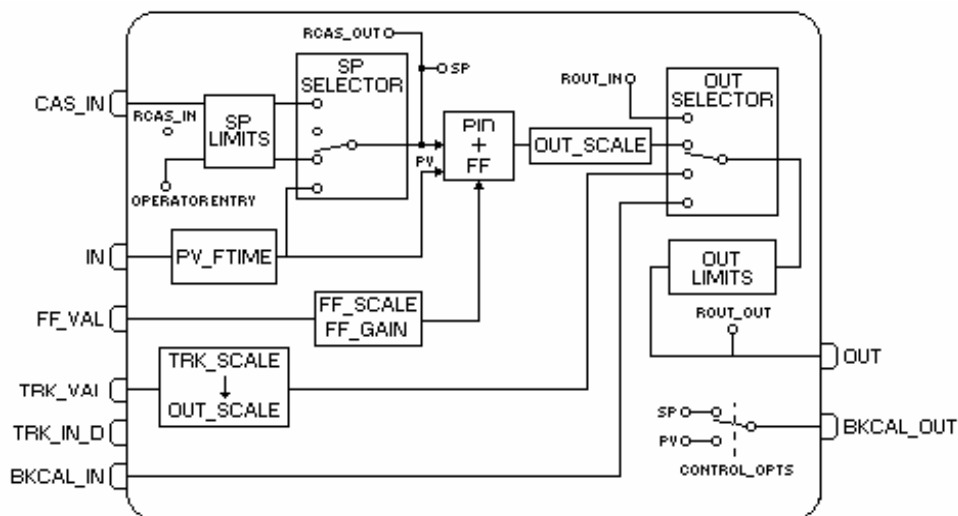 RCAS_OUT
SP
SP
SELECTOR
ROUT_IN
OUT
SELECTOR
CAS_IN
RCAS_IN
SP
LIMITS
PID
+
FF
OUT_SCALE
PV
OPERATOR ENTRY
IN
PV_FTIME
OUT
LIMITS
FF_VAL
FF_SCALE
FF_GAIN
ROUT_OUT
OUT
TRK_VAL
TRK_SCALE
OUT_SCALE
TRK_IN_D
SP
BKCAL_OUT
PV
BKCAL_IN
CONTROL_OPTS